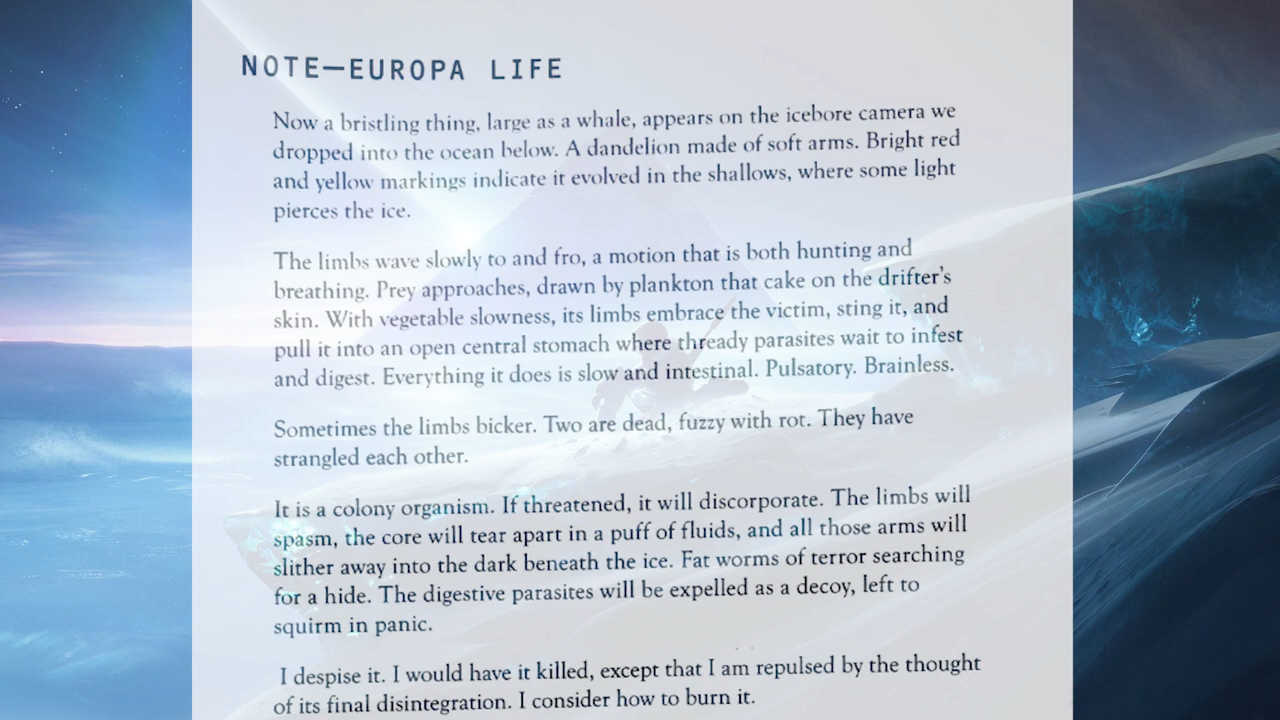 NOTE—EUROPA LIFE
Now a bristling thing, large as a whale, appears on the icebore camera we
dropped into the ocean below. A dandelion made of soft arms. Bright red
and yellow markings indicate it evolved in the shallows, where some light
pierces the ice.
The limbs wave slowly to and fro, a motion that is both hunting and
breathing. Prey approaches, drawn by plankton that cake on the drifter's
skin. With vegetable slowness, its limbs embrace the victim, sting it, and
pull it into an open central stomach where thready parasites wait to infest
and digest. Everything it does is slow and intestinal. Pulsatory. Brainless.
Sometimes the limbs bicker. Two are dead, fuzzy with rot. They have
strangled each other.
It is a colony organism. If threatened, it will discorporate. The limbs will
spasm, the core will tear apart in a puff of fluids, and all those arms will
slither away into the dark beneath the ice. Fat worms of terror searching
for a hide. The digestive parasites will be expelled as a decoy, left to
squirm in panic.
I despise it. I would have it killed, except that I am repulsed by the thought
of its final disintegration. I consider how to burn it.